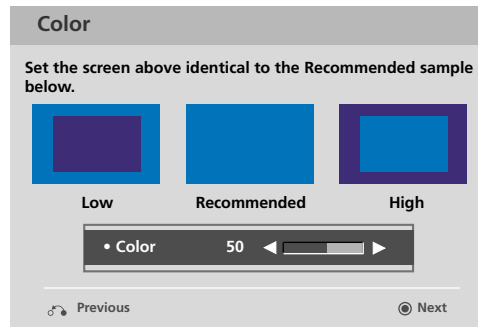 Color
Set the screen above identical to the Recommended sample
below.
Low Recommended High
• Color 50
Previous Next